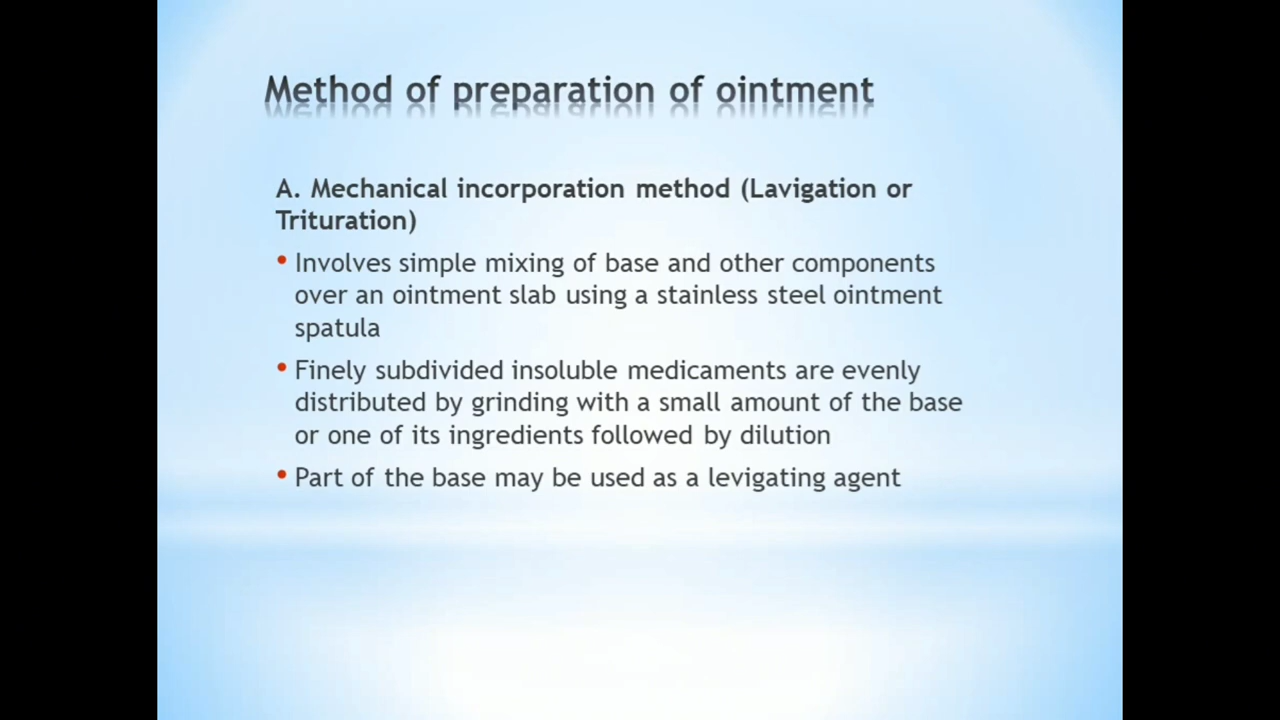 Method of preparation of ointment
A. Mechanical incorporation method (Lavigation or
Trituration)
• Involves simple mixing of base and other components
over an ointment slab using a stainless steel ointment
spatula
• Finely subdivided insoluble medicaments are evenly
distributed by grinding with a small amount of the base
or one of its ingredients followed by dilution
• Part of the base may be used as a levigating agent